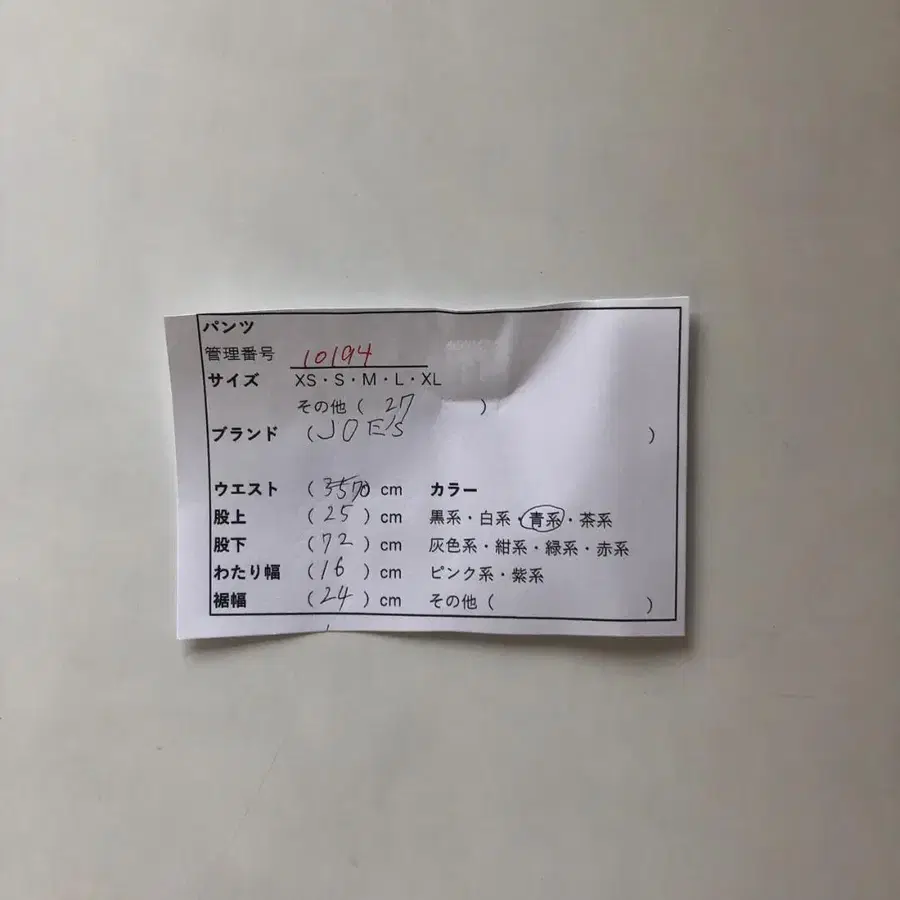 パンツ
管理番号 10194
サイズ XS・S・M・L・XL
その他 ( 27 )
ブランド (JOE'S )
ウエスト ( 70 ) cm カラー
股上 ( 25 ) cm 黒系・白系・青系・茶系
股下 ( 72 ) cm 灰色系・紺系・緑系・赤系
わたり幅 ( 16 ) cm ピンク系・紫系
裾幅 ( 24 ) cm その他 ( )